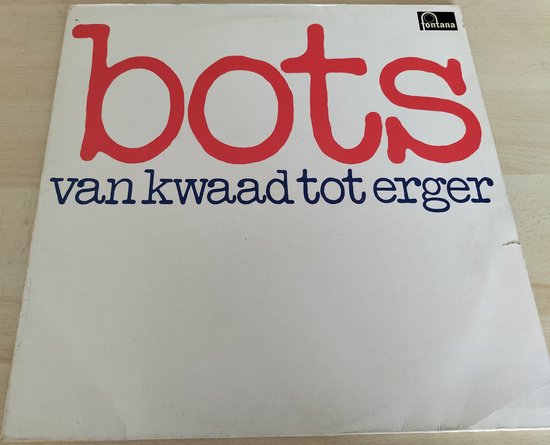 fontana
bots
van kwaad tot erger